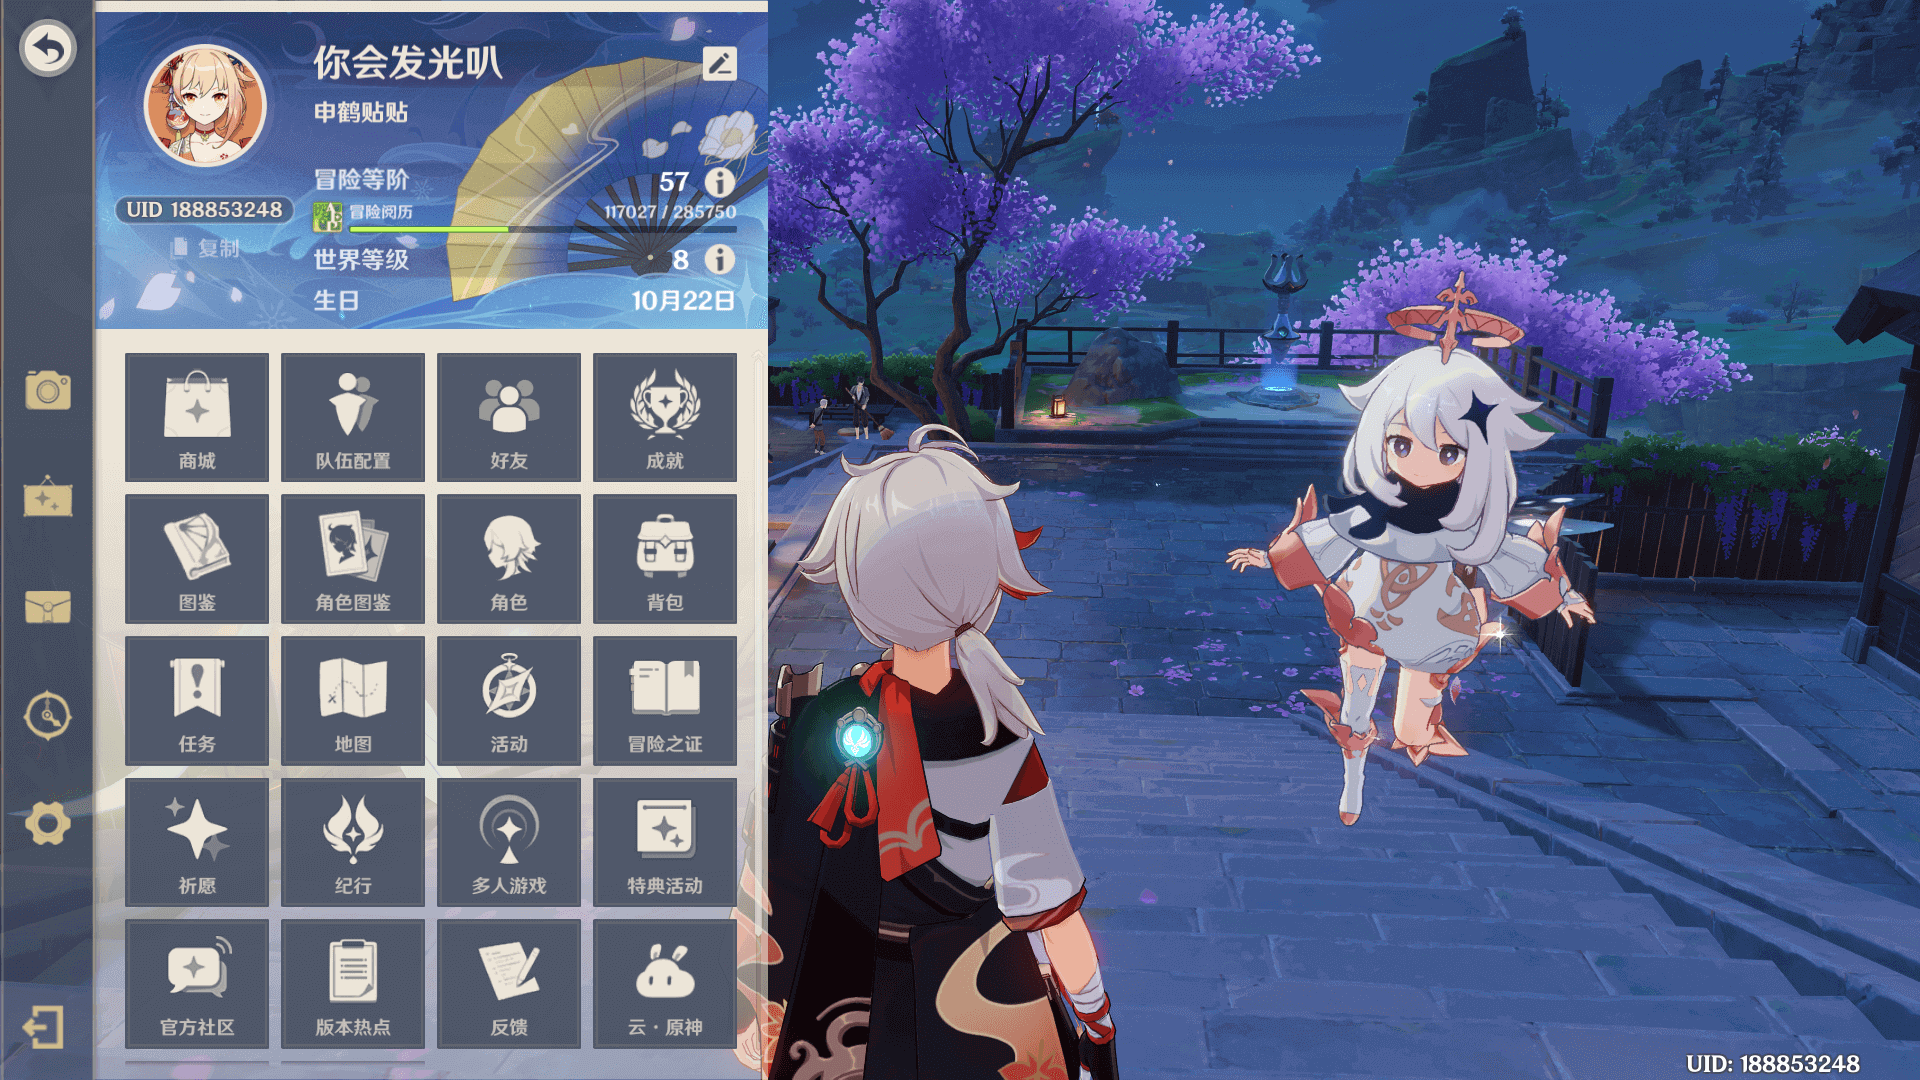 你会发光叭
申鹤贴贴
冒险等阶 57
冒险阅历 117027 / 285750
UID 188853248
复制
世界等级 8
生日 10月22日
商城 队伍配置 好友 成就
图鉴 角色图鉴 角色 背包
任务 地图 活动 冒险之证
祈愿 纪行 多人游戏 特典活动
官方社区 版本热点 反馈 云·原神
UID: 188853248